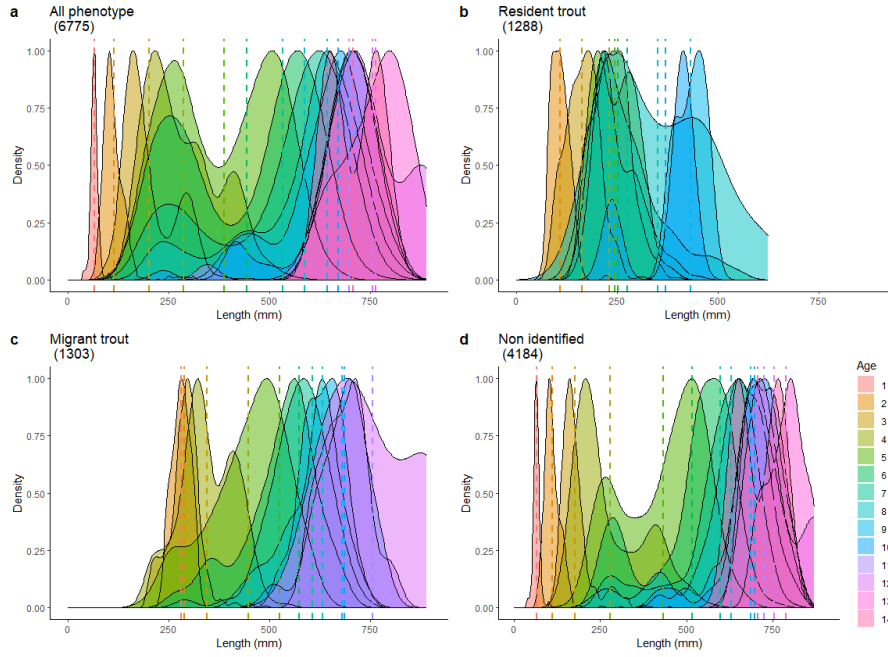 a All phenotype
(6775)
1.00
0.75
0.50
0.25
0.00
Density
0 250 500 750
Length (mm)
b Resident trout
(1288)
1.00
0.75
0.50
0.25
0.00
Density
0 250 500 750
Length (mm)
c Migrant trout
(1303)
1.00
0.75
0.50
0.25
0.00
Density
0 250 500 750
Length (mm)
d Non identified
(4184)
1.00
0.75
0.50
0.25
0.00
Density
0 250 500 750
Length (mm)
Age
1
2
3
4
5
6
7
8
9
10
1
12
13
14